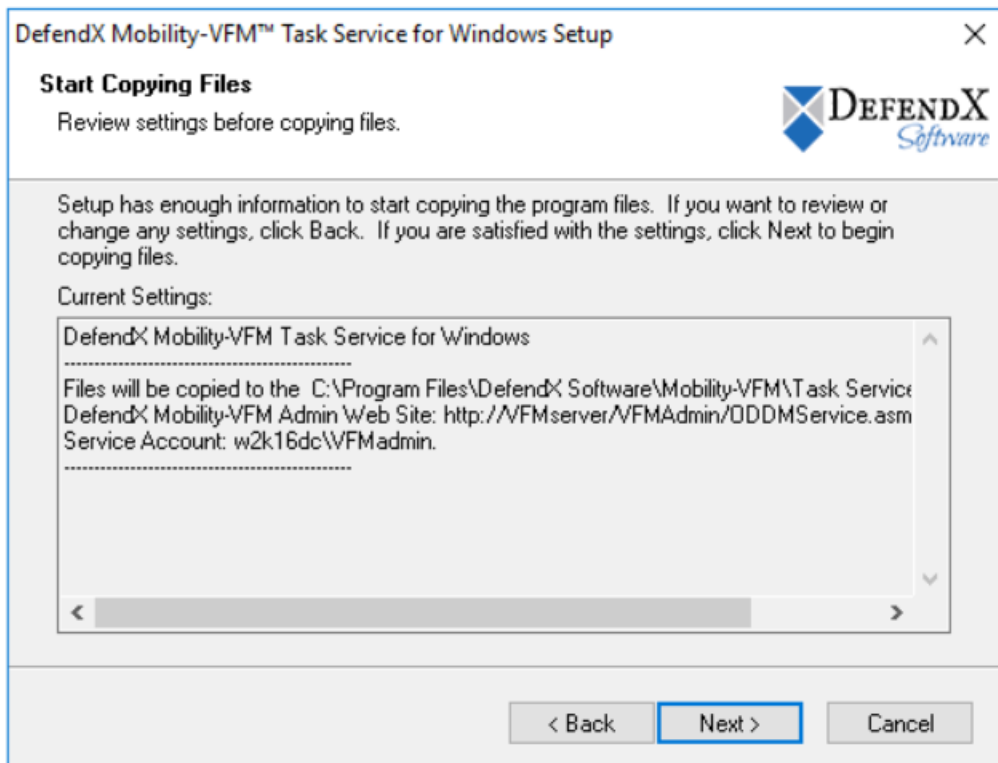 DefendX Mobility-VFM™ Task Service for Windows Setup
Start Copying Files
Review settings before copying files.
DEFENDX
Software
Setup has enough information to start copying the program files. If you want to review or
change any settings, click Back. If you are satisfied with the settings, click Next to begin
copying files.
Current Settings:
DefendX Mobility-VFM Task Service for Windows
------------------------------------------------
Files will be copied to the C:\Program Files\DefendX Software\Mobility-VFM\Task Service
DefendX Mobility-VFM Admin Web Site: http://VFMserver/VFMAdmin/ODDMService.asm
Service Account: w2k16dc\VFMadmin.
------------------------------------------------
< Back
Next >
Cancel